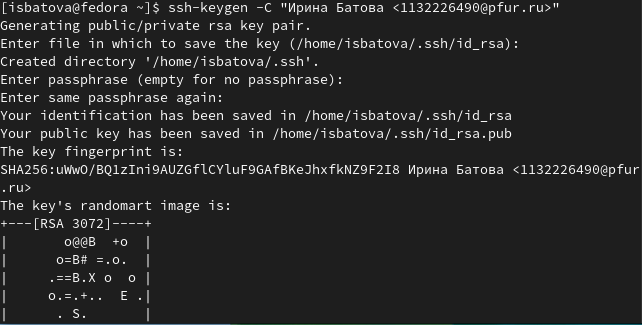 [isbatova@fedora ~]$ ssh-keygen -C "Ирина Батова <1132226490@pfur.ru>"
Generating public/private rsa key pair.
Enter file in which to save the key (/home/isbatova/.ssh/id_rsa):
Created directory '/home/isbatova/.ssh'.
Enter passphrase (empty for no passphrase):
Enter same passphrase again:
Your identification has been saved in /home/isbatova/.ssh/id_rsa
Your public key has been saved in /home/isbatova/.ssh/id_rsa.pub
The key fingerprint is:
SHA256:uWwO/BQ1zIni9AUZGflCYluF9GAfBKeJhxfkNZ9F2I8 Ирина Батова <1132226490@pfur
.ru>
The key's randomart image is:
+---[RSA 3072]----+
|       o@@B  +o  |
|      o=B# =.o.  |
|     .==B.X o  o |
|     o.=.+..  E .|
|      . S.       |